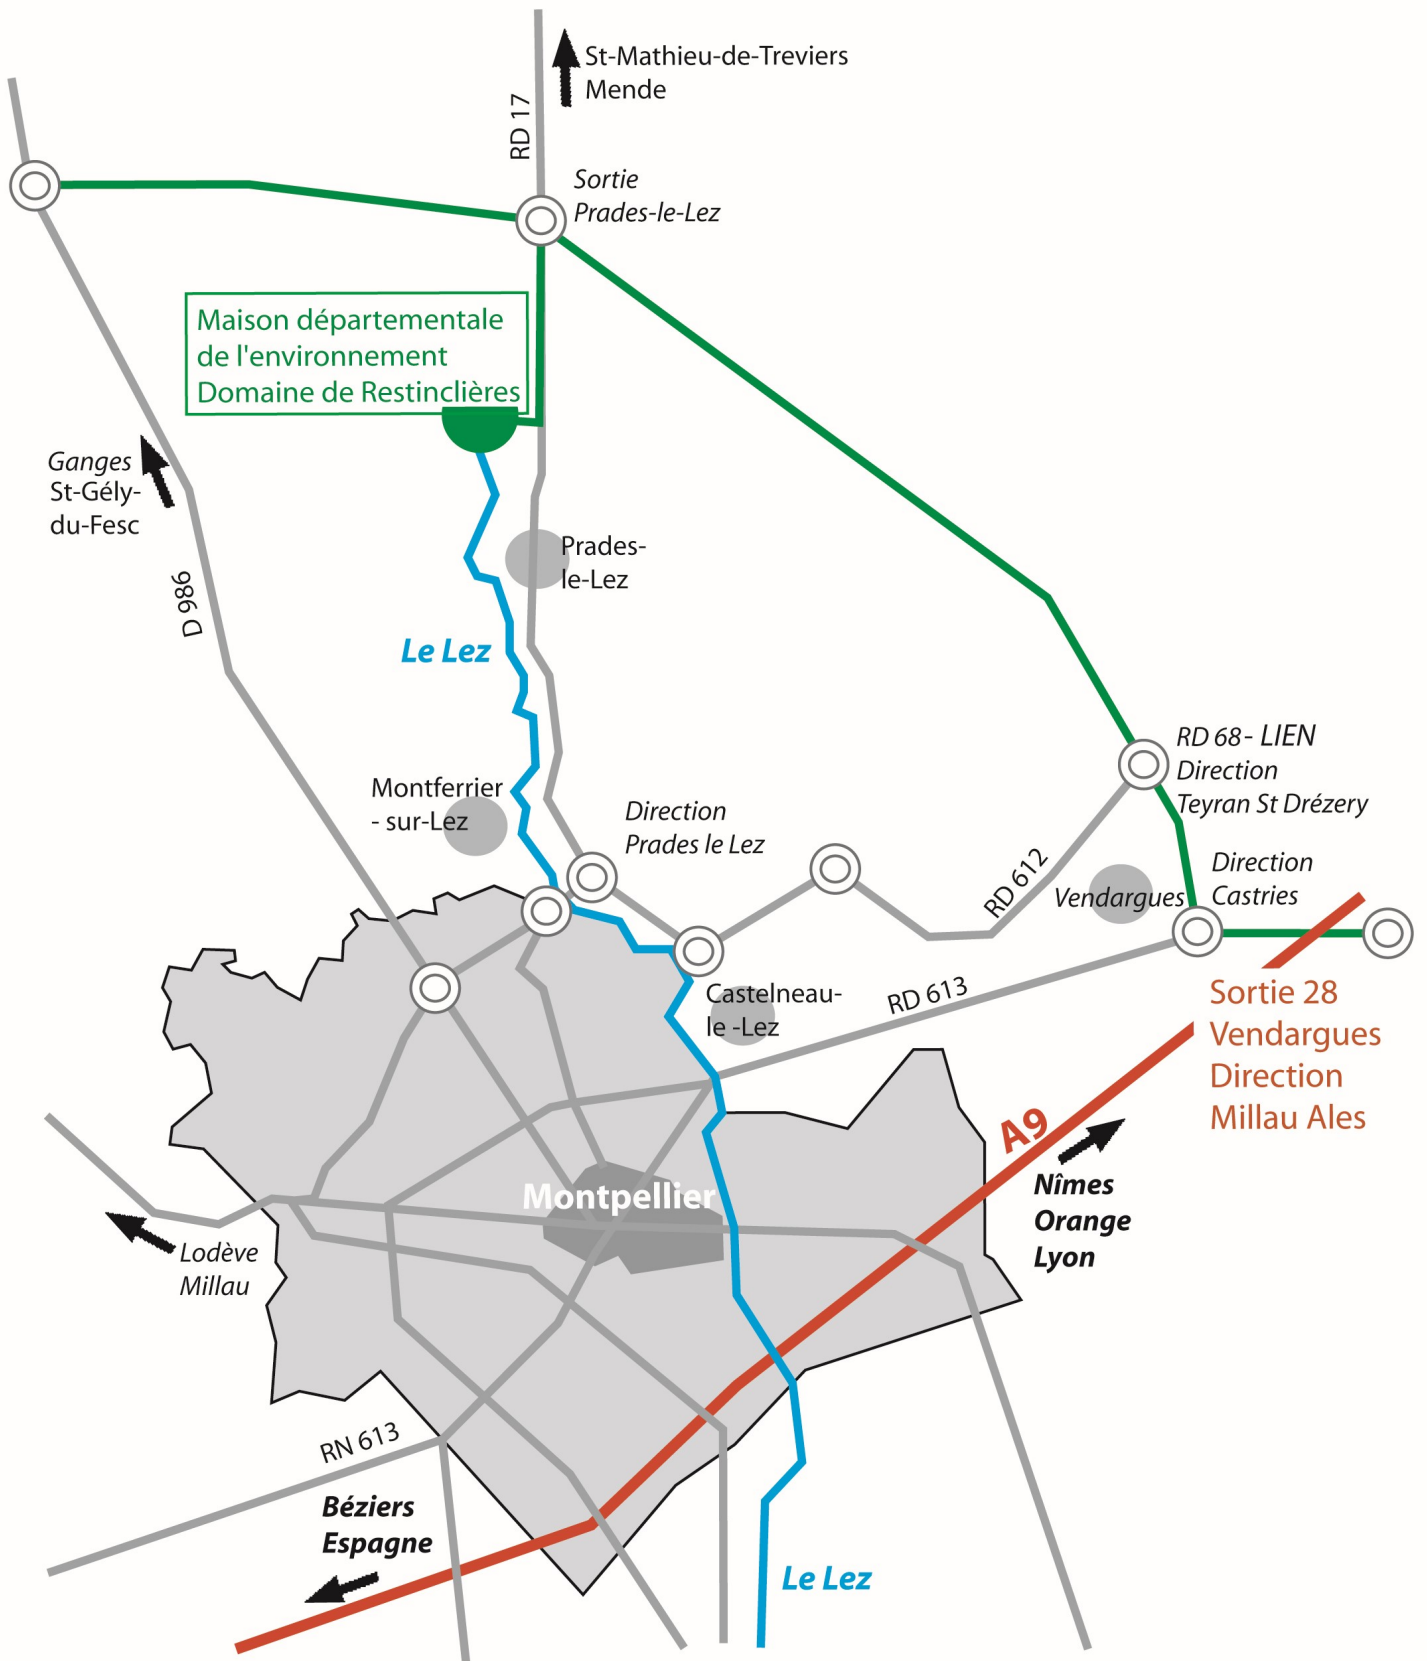 St-Mathieu-de-Treviers
Mende
RD 17
Sortie
Prades-le-Lez
Maison départementale
de l'environnement
Domaine de Restinclières
Ganges
St-Gély-
du-Fesc
D 986
Prades-
le-Lez
Le Lez
Montferrier
- sur-Lez
Direction
Prades le Lez
RD 68- LIEN
Direction
Teyran St Drézery
RD 612
Vendargues
Direction
Castries
Castelneau-
le -Lez
RD 613
Sortie 28
Vendargues
Direction
Millau Ales
A9
Nîmes
Orange
Lyon
Montpellier
Lodève
Millau
RN 613
Béziers
Espagne
Le Lez